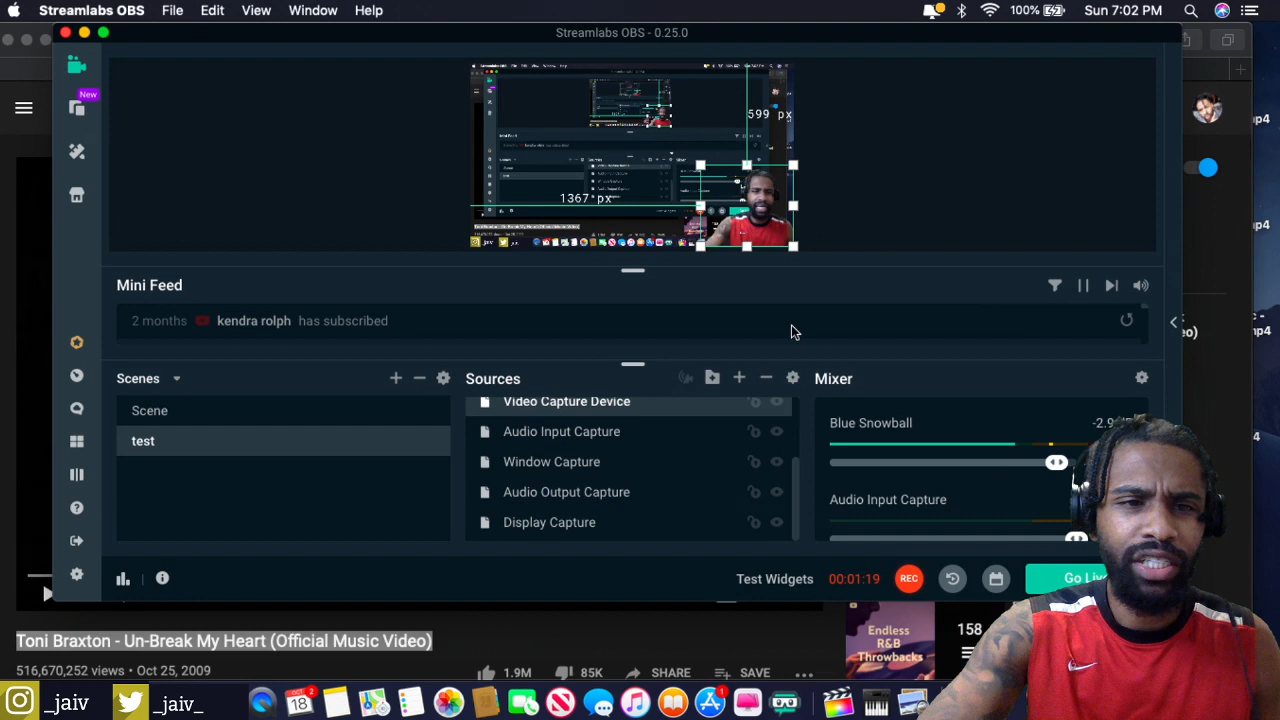 Streamlabs OBS File Edit View Window Help 100% Sun 7:02 PM
Streamlabs OBS - 0.25.0
New
599 px
1367 px
Mini Feed
2 months kendra rolph has subscribed
Scenes
Sources
Mixer
Scene
test
Video Capture Device
Audio Input Capture
Window Capture
Audio Output Capture
Display Capture
Blue Snowball
Audio Input Capture
Test Widgets 00:01:19 REC
Toni Braxton - Un-Break My Heart (Official Music Video)
516,670,252 views • Oct 25, 2009 1.9M 85K SHARE SAVE
Endless
R&B
Throwbacks
158
_jaiv _jaiv_